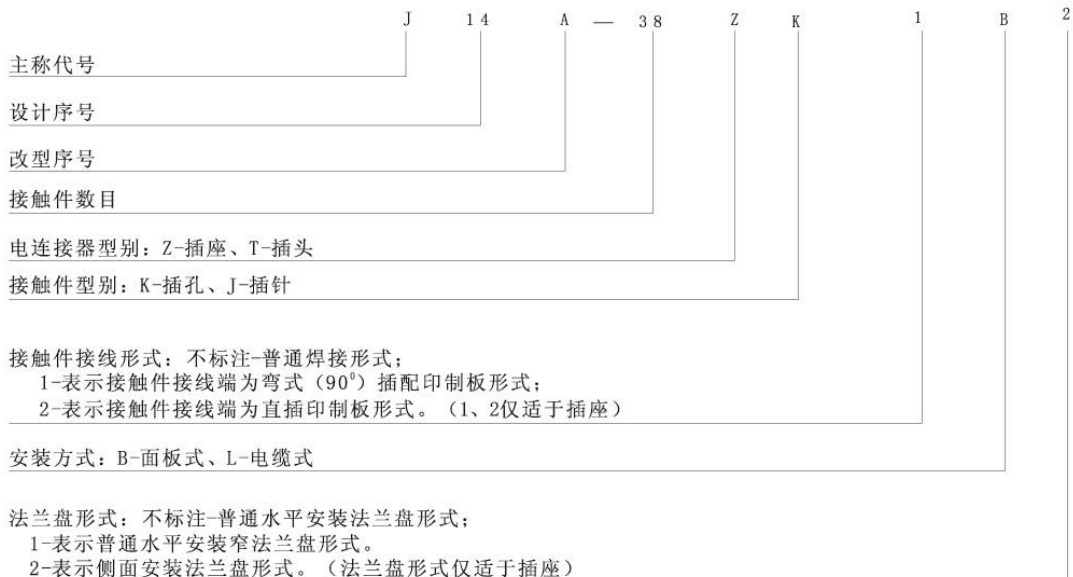 J 14 A — 38 Z K 1 B 2
主称代号
设计序号
改型序号
接触件数目
电连接器型别：Z-插座、T-插头
接触件型别：K-插孔、J-插针
接触件接线形式：不标注-普通焊接形式；
1-表示接触件接线端为弯式（90⁰）插配印制板形式；
2-表示接触件接线端为直插印制板形式。（1、2仅适于插座）
安装方式：B-面板式、L-电缆式
法兰盘形式：不标注-普通水平安装法兰盘形式；
1-表示普通水平安装窄法兰盘形式。
2-表示侧面安装法兰盘形式。（法兰盘形式仅适于插座）